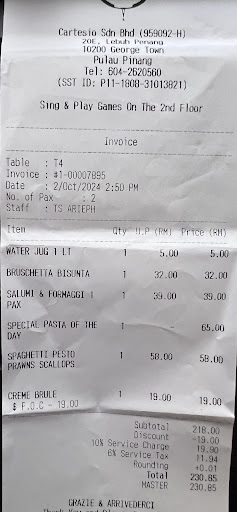 Cartesio Sdn Bhd (959092-H)
20E, Lebuh Penang
10200 George Town
Pulau Pinang
Tel: 604-2620560
(SST ID: P11-1808-31013821)
Sing & Play Games On The 2nd Floor
Invoice
Table : T4
Invoice : #1-00007895
Date : 2/Oct/2024 2:50 PM
No. of Pax : 2
Staff : TS ARIEPH
Item Qty U.P (RM) Price (RM)
WATER JUG 1 LT 1 5.00 5.00
BRUSCHETTA BISUNTA 1 32.00 32.00
SALUMI & FORMAGGI 1 1 39.00 39.00
PAX
SPECIAL PASTA OF THE 1 - 65.00
DAY
SPAGHETTI PESTO 1 58.00 58.00
PRAWNS SCALLOPS
CREME BRULE 1 19.00 19.00
$ F.O.C - 19.00
Subtotal 218.00
Discount -19.00
10% Service Charge 19.90
6% Service Tax 11.94
Rounding +0.01
Total 230.85
MASTER 230.85
GRAZIE & ARRIVEDERCI